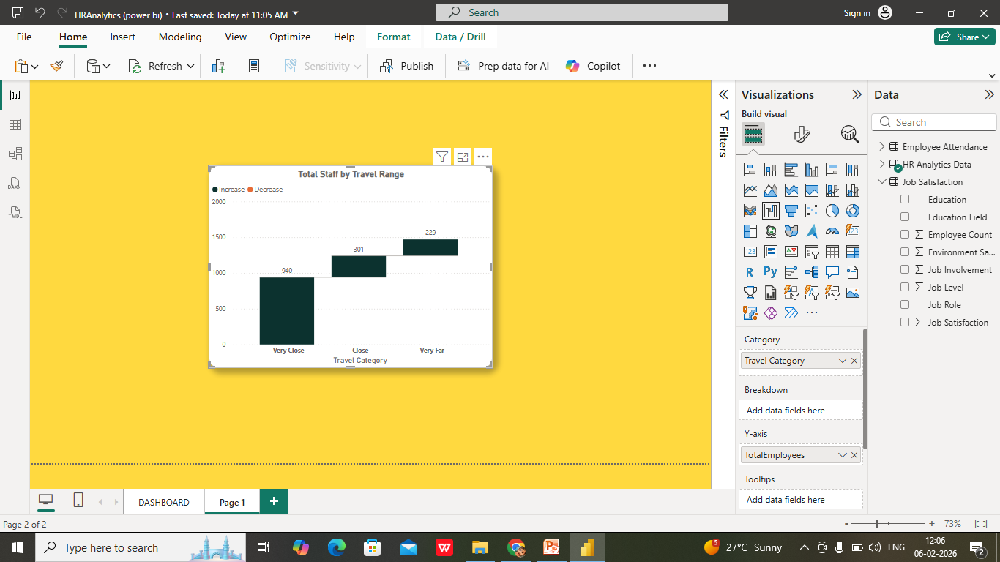 HRAnalytics (power bi) • Last saved: Today at 11:05 AM
Search
Sign in
File
Home
Insert
Modeling
View
Optimize
Help
Format
Data / Drill
Share
Refresh
Sensitivity
Publish
Prep data for AI
Copilot
DAX
TMDL
Total Staff by Travel Range
Increase
Decrease
2000
1500
1000
500
0
940
301
229
Very Close
Close
Very Far
Travel Category
Filters
Visualizations
Build visual
123
123
R
Py
Category
Travel Category
Breakdown
Add data fields here
Y-axis
TotalEmployees
Tooltips
Add data fields here
Data
Search
Employee Attendance
HR Analytics Data
Job Satisfaction
Education
Education Field
Employee Count
Environment Sa...
Job Involvement
Job Level
Job Role
Job Satisfaction
DASHBOARD
Page 1
Page 2 of 2
73%
Type here to search
W
P
5
27°C Sunny
ENG
12:06
06-02-2026
2